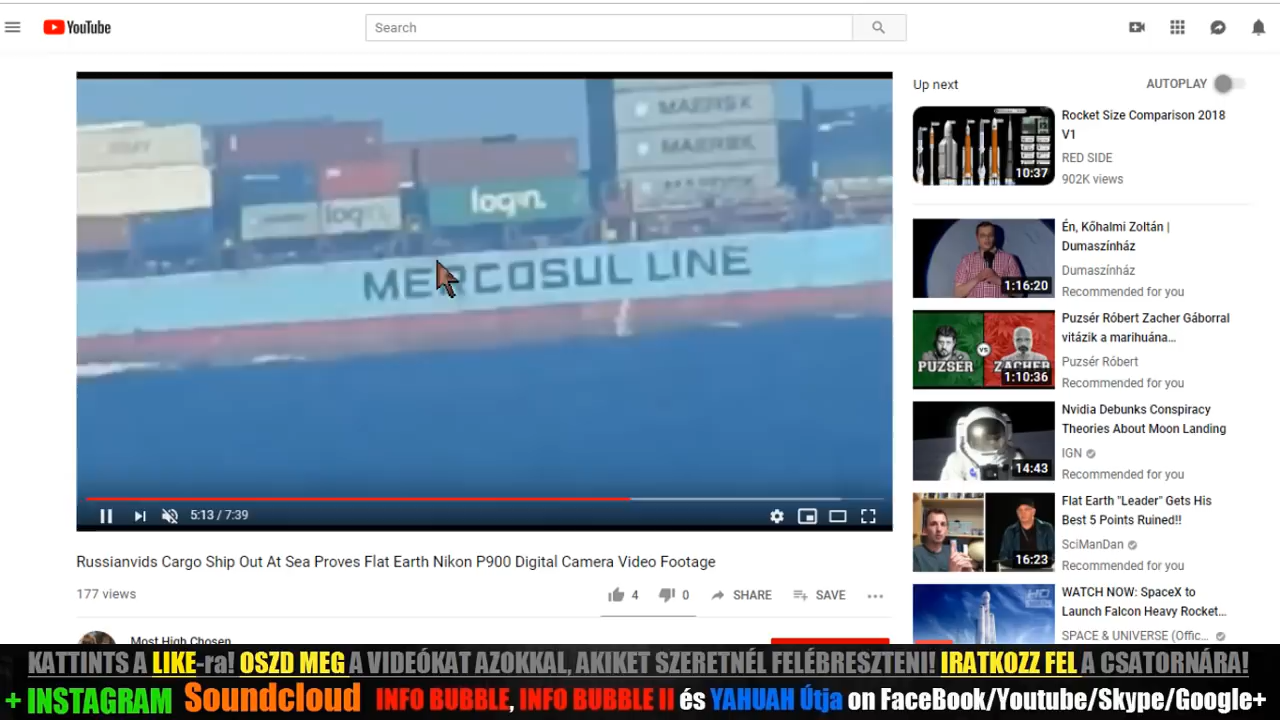 YouTube
Search
MAERSK
MAERSK
MAERSK
login
login
MERCOSUL LINE
5:13 / 7:39
Russianvids Cargo Ship Out At Sea Proves Flat Earth Nikon P900 Digital Camera Video Footage
177 views
4
0
SHARE
SAVE
Most High Chosen
Up next
AUTOPLAY
Rocket Size Comparison 2018
V1
RED SIDE
902K views
10:37
Én, Kőhalmi Zoltán |
Dumaszínház
Dumaszínház
Recommended for you
1:16:20
Puzsér Róbert Zacher Gáborral
vitázik a marihuána...
Puzsér Róbert
Recommended for you
PUZSER
VS
ZACHER
1:10:36
Nvidia Debunks Conspiracy
Theories About Moon Landing
IGN
Recommended for you
14:43
Flat Earth "Leader" Gets His
Best 5 Points Ruined!!
SciManDan
Recommended for you
16:23
WATCH NOW: SpaceX to
Launch Falcon Heavy Rocket...
SPACE & UNIVERSE (Offic...
HD
KATTINTS A LIKE-ra! OSZD MEG A VIDEÓKAT AZOKKAL, AKIKET SZERETNÉL FELÉBRESZTENI! IRATKOZZ FEL A CSATORNÁRA!
+ INSTAGRAM Soundcloud INFO BUBBLE, INFO BUBBLE II és YAHUAH Útja on FaceBook/Youtube/Skype/Google+